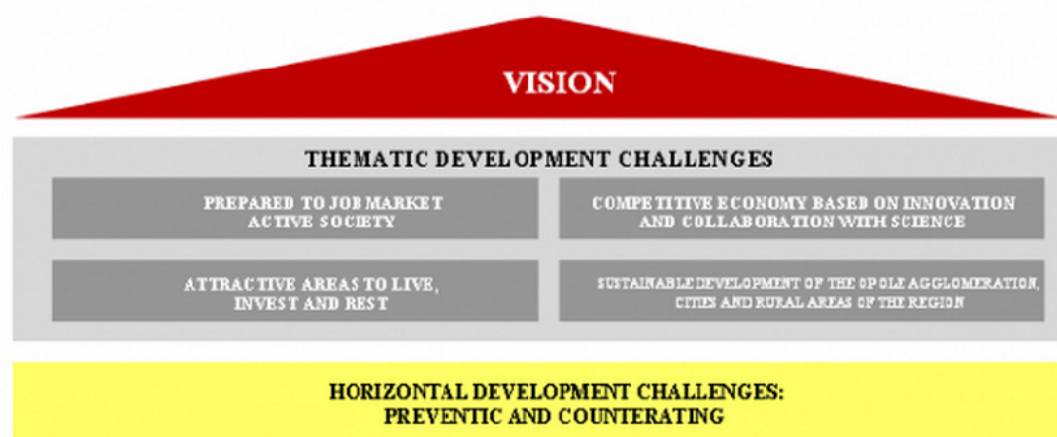 VISION
THEMATIC DEVELOPMENT CHALLENGES
PREPARED TO JOB MARKET
ACTIVE SOCIETY
COMPETITIVE ECONOMY BASED ON INNOVATION
AND COLLABORATION WITH SCIENCE
ATTRACTIVE AREAS TO LIVE,
INVEST AND REST
SUSTAINABLE DEVELOPMENT OF THE OPOLE AGGLOMERATION,
CITIES AND RURAL AREAS OF THE REGION
HORIZONTAL DEVELOPMENT CHALLENGES:
PREVENTIC AND COUNTERATING